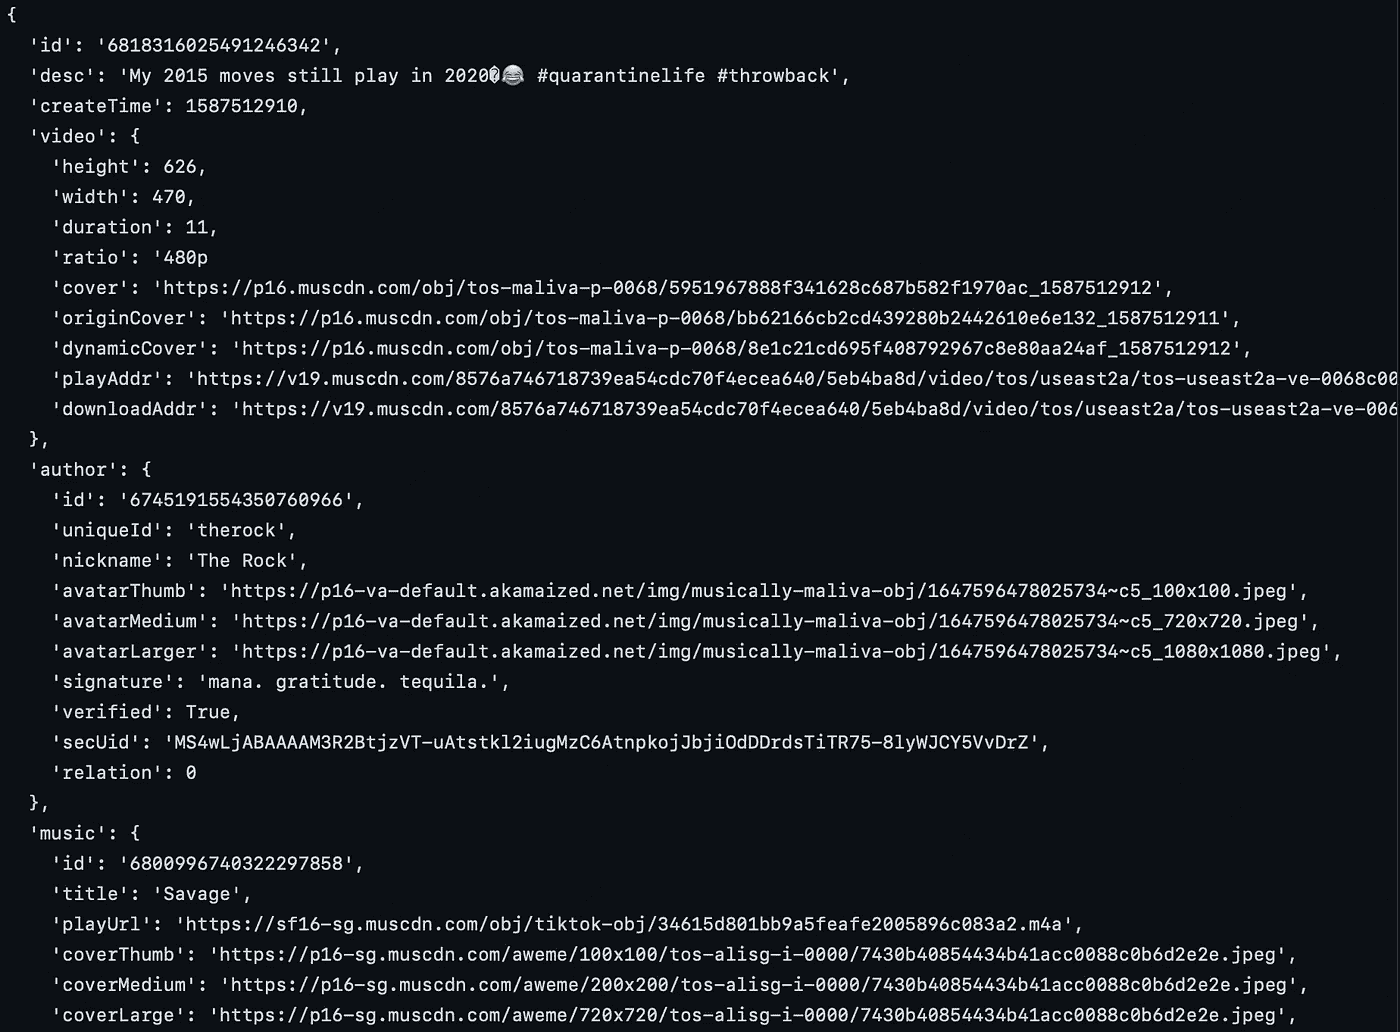 {
'id': '6818316025491246342',
'desc': 'My 2015 moves still play in 2020�😂 #quarantinelife #throwback',
'createTime': 1587512910,
'video': {
'height': 626,
'width': 470,
'duration': 11,
'ratio': '480p
'cover': 'https://p16.muscdn.com/obj/tos-maliva-p-0068/5951967888f341628c687b582f1970ac_1587512912',
'originCover': 'https://p16.muscdn.com/obj/tos-maliva-p-0068/bb62166cb2cd439280b2442610e6e132_1587512911',
'dynamicCover': 'https://p16.muscdn.com/obj/tos-maliva-p-0068/8e1c21cd695f408792967c8e80aa24af_1587512912',
'playAddr': 'https://v19.muscdn.com/8576a746718739ea54cdc70f4ecea640/5eb4ba8d/video/tos/useast2a/tos-useast2a-ve-0068c00
'downloadAddr': 'https://v19.muscdn.com/8576a746718739ea54cdc70f4ecea640/5eb4ba8d/video/tos/useast2a/tos-useast2a-ve-006
},
'author': {
'id': '6745191554350760966',
'uniqueId': 'therock',
'nickname': 'The Rock',
'avatarThumb': 'https://p16-va-default.akamaized.net/img/musically-maliva-obj/1647596478025734~c5_100x100.jpeg',
'avatarMedium': 'https://p16-va-default.akamaized.net/img/musically-maliva-obj/1647596478025734~c5_720x720.jpeg',
'avatarLarger': 'https://p16-va-default.akamaized.net/img/musically-maliva-obj/1647596478025734~c5_1080x1080.jpeg',
'signature': 'mana. gratitude. tequila.',
'verified': True,
'secUid': 'MS4wLjABAAAAM3R2BtjzVT-uAtstkl2iugMzC6AtnpkojJbjiOdDDrdsTiTR75-8lyWJCY5VvDrZ',
'relation': 0
},
'music': {
'id': '6800996740322297858',
'title': 'Savage',
'playUrl': 'https://sf16-sg.muscdn.com/obj/tiktok-obj/34615d801bb9a5feafe2005896c083a2.m4a',
'coverThumb': 'https://p16-sg.muscdn.com/aweme/100x100/tos-alisg-i-0000/7430b40854434b41acc0088c0b6d2e2e.jpeg',
'coverMedium': 'https://p16-sg.muscdn.com/aweme/200x200/tos-alisg-i-0000/7430b40854434b41acc0088c0b6d2e2e.jpeg',
'coverLarge': 'https://p16-sg.muscdn.com/aweme/720x720/tos-alisg-i-0000/7430b40854434b41acc0088c0b6d2e2e.jpeg',